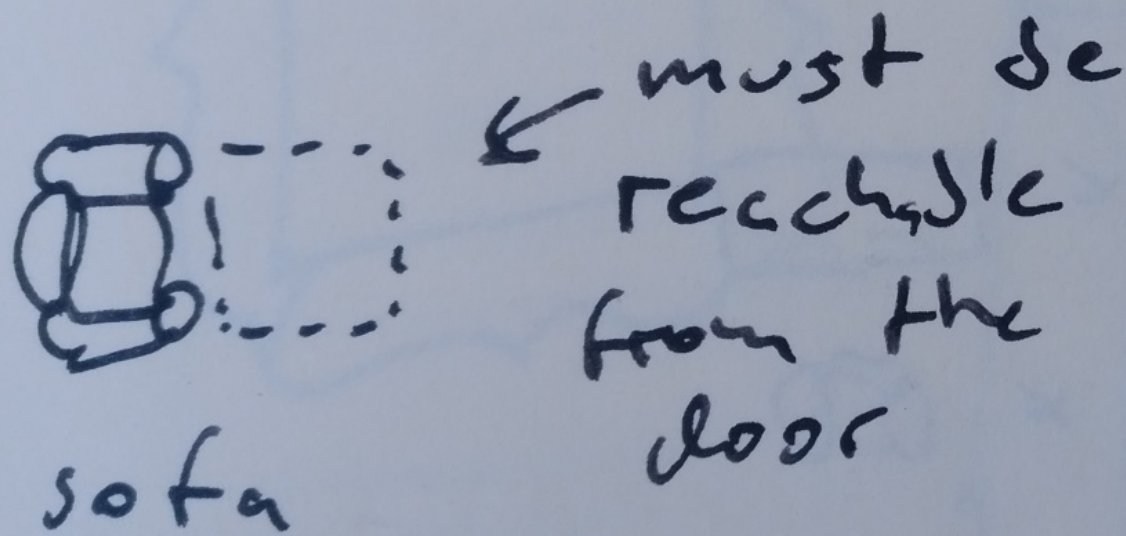 must be
reachable
from the
door
sofa